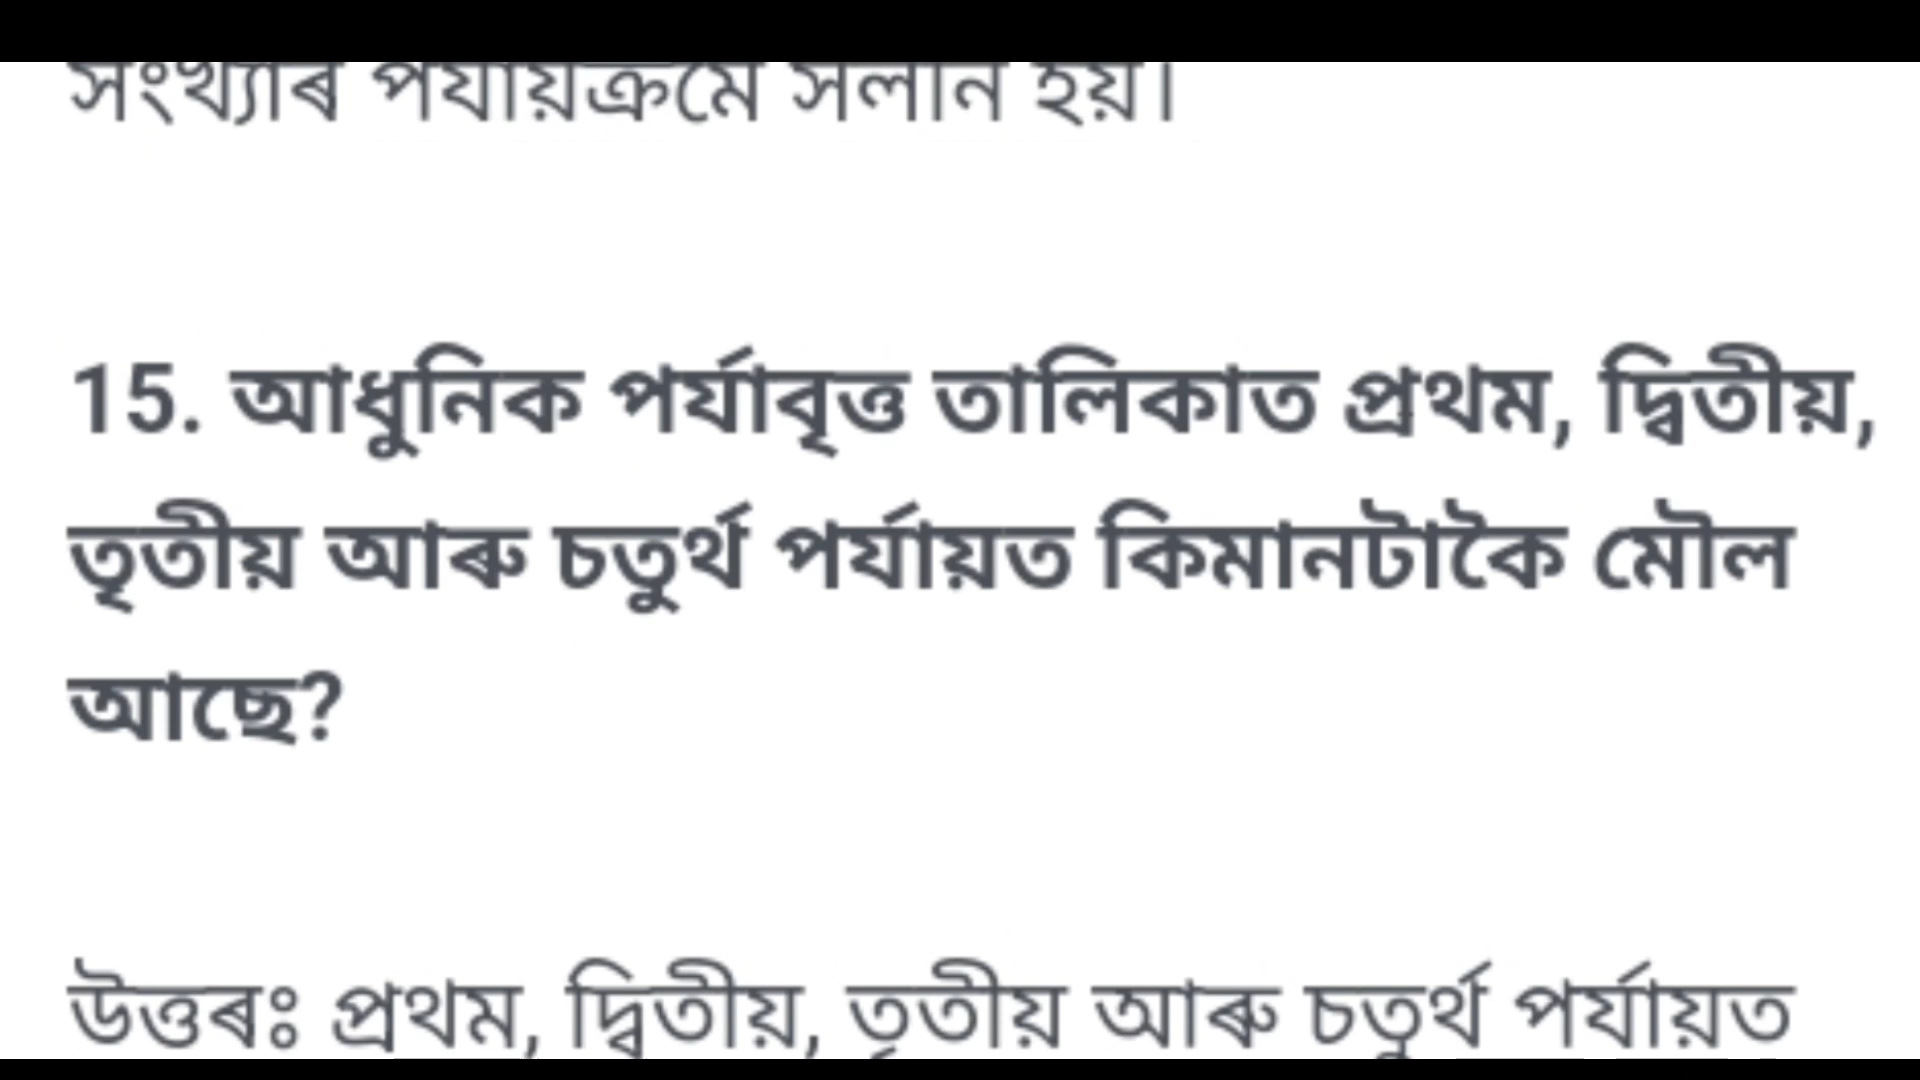 সংখ্যাৰ পৰ্যায়ক্ৰমে সলনি হয়।
15. আধুনিক পৰ্যাবৃত্ত তালিকাত প্ৰথম, দ্বিতীয়,
তৃতীয় আৰু চতুৰ্থ পৰ্যায়ত কিমানটাকৈ মৌল
আছে?
উত্তৰঃ প্ৰথম, দ্বিতীয়, তৃতীয় আৰু চতুৰ্থ পৰ্যায়ত